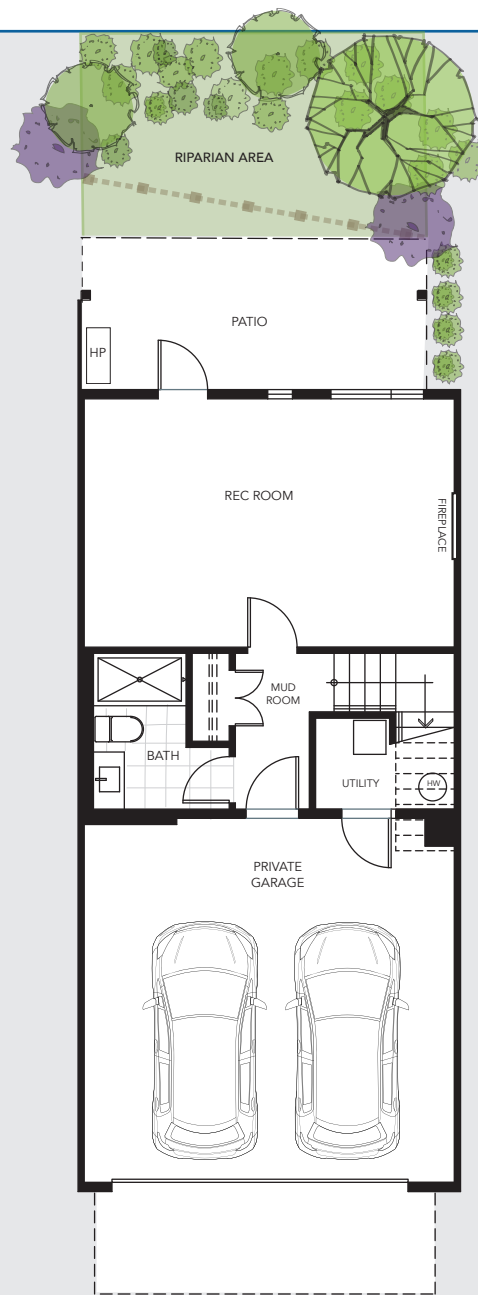 RIPARIAN AREA
PATIO
HP
REC ROOM
FIREPLACE
MUD
ROOM
BATH
UTILITY
HW
PRIVATE
GARAGE